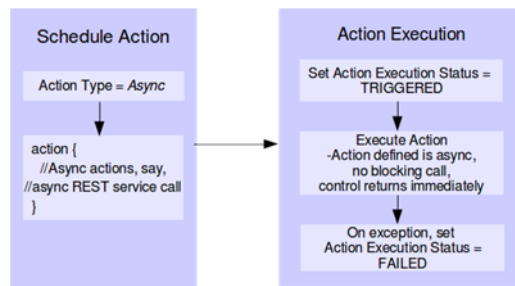 Schedule Action
Action Type = Async
action {
//Async actions, say,
//async REST service call
}
Action Execution
Set Action Execution Status =
TRIGGERED
Execute Action
-Action defined is async,
no blocking call,
control returns immediately
On exception, set
Action Execution Status =
FAILED